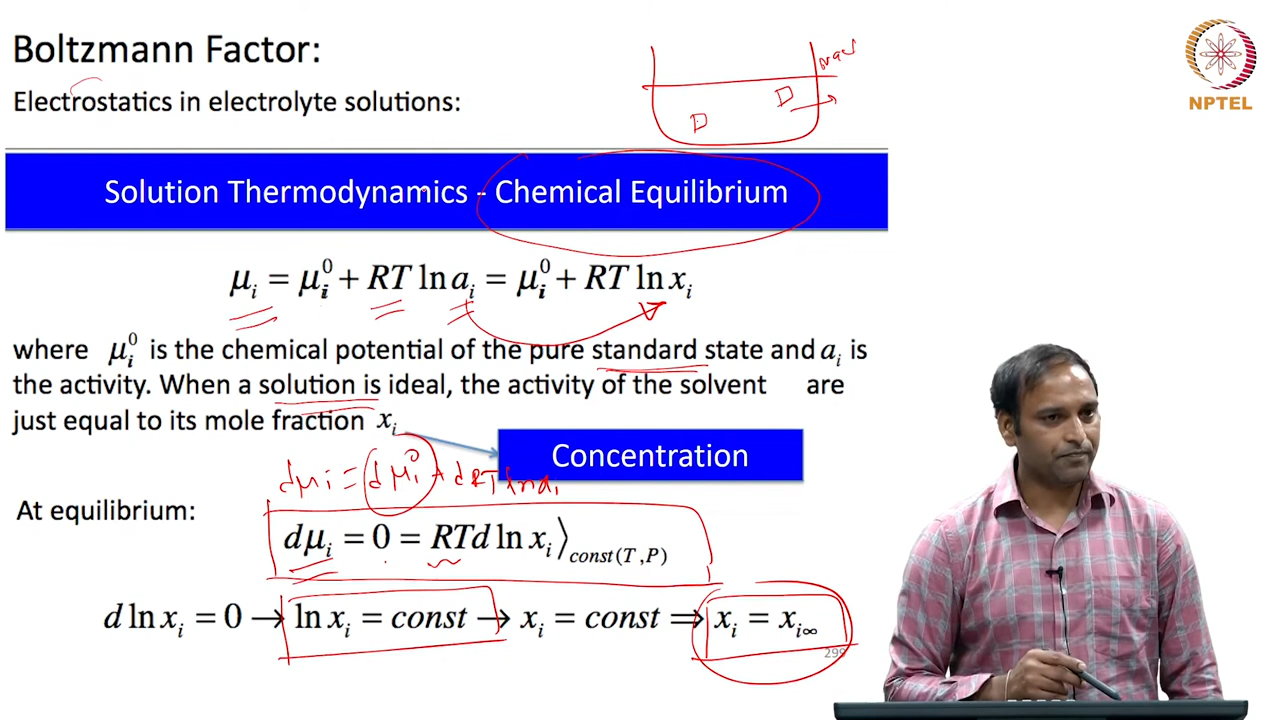 Boltzmann Factor:
Electrostatics in electrolyte solutions:
NaCl
D D
NPTEL
Solution Thermodynamics - Chemical Equilibrium
μᵢ = μᵢ⁰ + RT ln aᵢ = μᵢ⁰ + RT ln xᵢ
where μᵢ⁰ is the chemical potential of the pure standard state and aᵢ is
the activity. When a solution is ideal, the activity of the solvent are
just equal to its mole fraction xᵢ
Concentration
dμᵢ = dμᵢ⁰ + dRT ln aᵢ
At equilibrium:
dμᵢ = 0 = RTd ln xᵢ⟩const(T,P)
d ln xᵢ = 0 → ln xᵢ = const → xᵢ = const ⇒ xᵢ = xᵢ∞
299